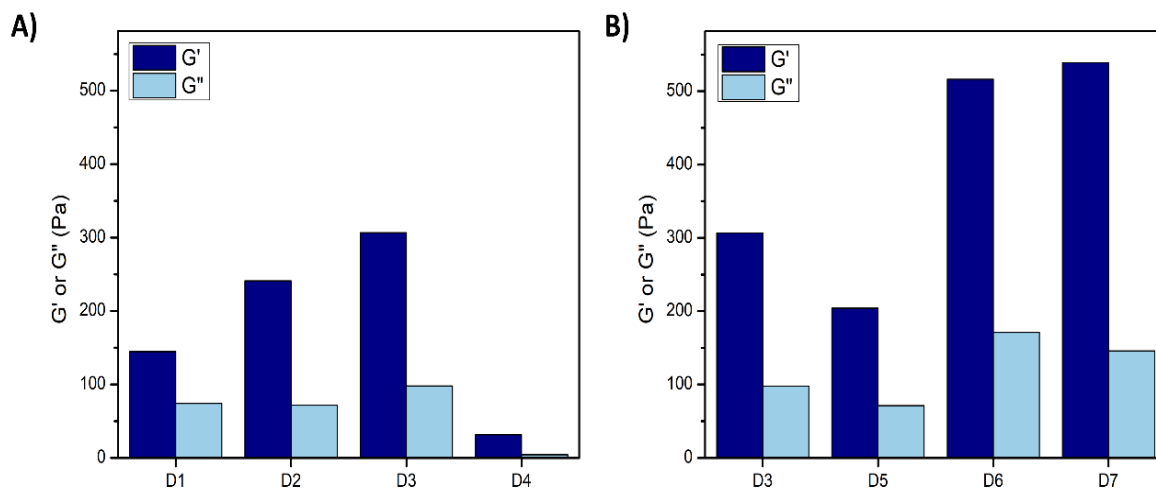 A)
G'
G"
500
400
300
200
100
0
G' or G" (Pa)
D1 D2 D3 D4
B)
G'
G"
500
400
300
200
100
0
G' or G" (Pa)
D3 D5 D6 D7